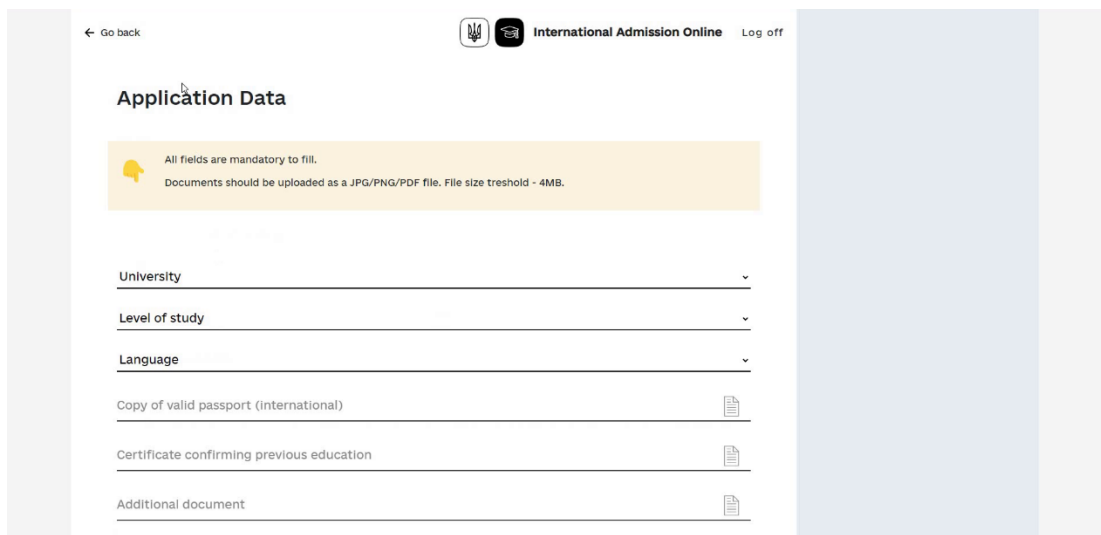 ← Go back
International Admission Online
Log off
Application Data
All fields are mandatory to fill.
Documents should be uploaded as a JPG/PNG/PDF file. File size treshold - 4MB.
University
Level of study
Language
Copy of valid passport (international)
Certificate confirming previous education
Additional document